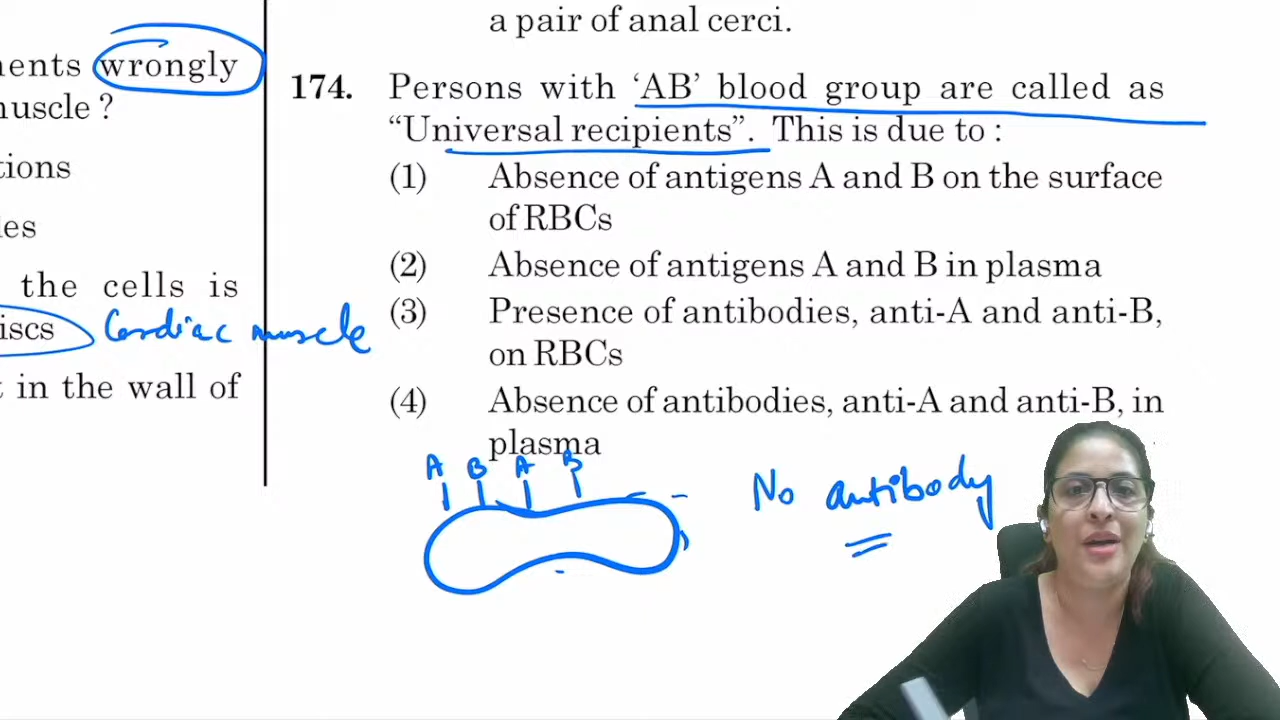 ents wrongly
nuscle ?
tions
les
the cells is
iscs
Cardiac muscle
t in the wall of
a pair of anal cerci.
174. Persons with ‘AB’ blood group are called as
“Universal recipients”. This is due to :
(1) Absence of antigens A and B on the surface
of RBCs
(2) Absence of antigens A and B in plasma
(3) Presence of antibodies, anti-A and anti-B,
on RBCs
(4) Absence of antibodies, anti-A and anti-B, in
plasma
A B A B
No antibody